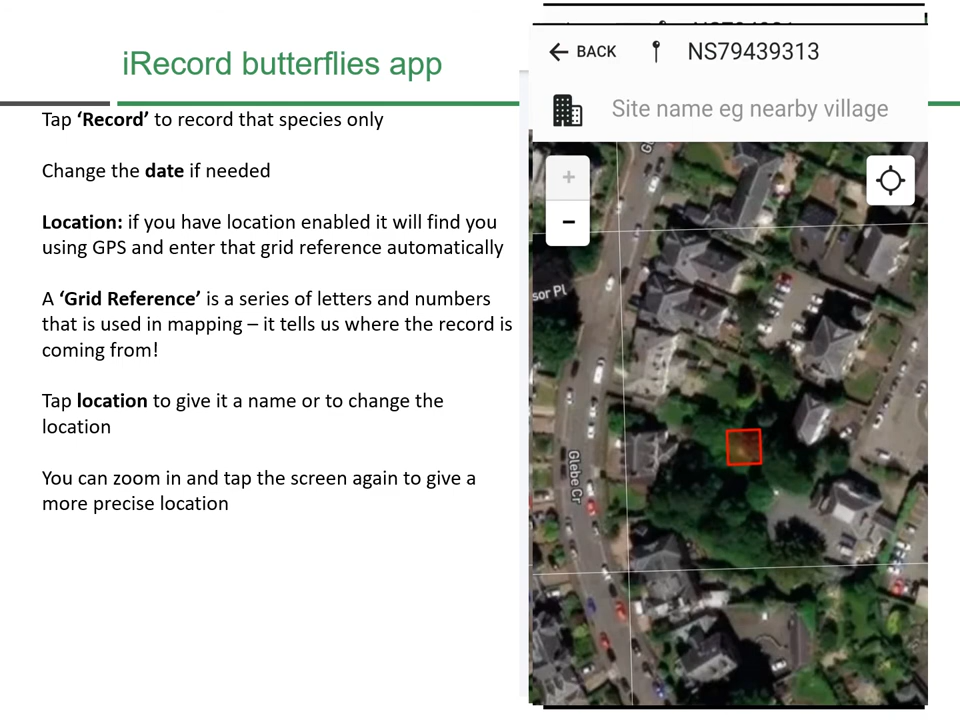 iRecord butterflies app
Tap ‘Record’ to record that species only
Change the date if needed
Location: if you have location enabled it will find you
using GPS and enter that grid reference automatically
A ‘Grid Reference’ is a series of letters and numbers
that is used in mapping – it tells us where the record is
coming from!
Tap location to give it a name or to change the
location
You can zoom in and tap the screen again to give a
more precise location
BACK NS79439313
Site name eg nearby village
+
-
sor Pl
Glebe Cr